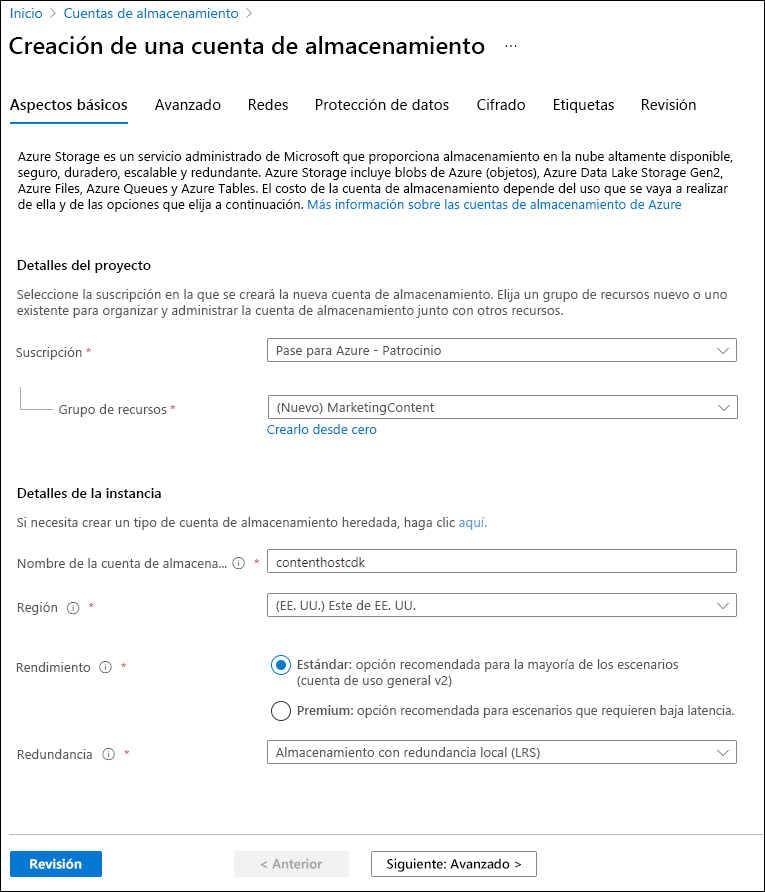 Inicio > Cuentas de almacenamiento >
Creación de una cuenta de almacenamiento ...
Aspectos básicos Avanzado Redes Protección de datos Cifrado Etiquetas Revisión
Azure Storage es un servicio administrado de Microsoft que proporciona almacenamiento en la nube altamente disponible,
seguro, duradero, escalable y redundante. Azure Storage incluye blobs de Azure (objetos), Azure Data Lake Storage Gen2,
Azure Files, Azure Queues y Azure Tables. El costo de la cuenta de almacenamiento depende del uso que se vaya a realizar
de ella y de las opciones que elija a continuación. Más información sobre las cuentas de almacenamiento de Azure
Detalles del proyecto
Seleccione la suscripción en la que se creará la nueva cuenta de almacenamiento. Elija un grupo de recursos nuevo o uno
existente para organizar y administrar la cuenta de almacenamiento junto con otros recursos.
Suscripción * Pase para Azure - Patrocinio
Grupo de recursos * (Nuevo) MarketingContent
Crearlo desde cero
Detalles de la instancia
Si necesita crear un tipo de cuenta de almacenamiento heredada, haga clic aquí.
Nombre de la cuenta de almacena... * contenthostcdk
Región * (EE. UU.) Este de EE. UU.
Rendimiento * Estándar: opción recomendada para la mayoría de los escenarios
(cuenta de uso general v2)
Premium: opción recomendada para escenarios que requieren baja latencia.
Redundancia * Almacenamiento con redundancia local (LRS)
Revisión < Anterior Siguiente: Avanzado >